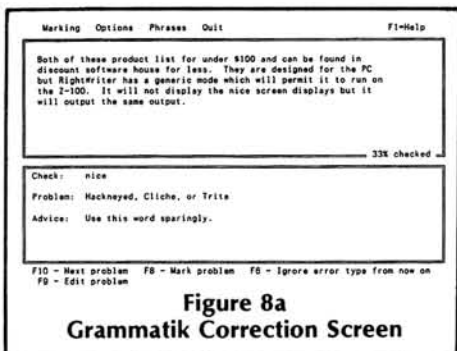 Marking Options Phrases Quit F1=Help
Both of these product list for under $100 and can be found in
discount software house for less. They are designed for the PC
but Right#riter has a generic mode which will permit it to run on
the Z-100. It will not display the nice screen displays but it
will output the same output.
33% checked
Check: nice
Problem: Hackneyed, Cliche, or Trite
Advice: Use this word sparingly.
F10 - Next problem F8 - Mark problem F6 - Ignore error type from now on
F9 - Edit problem
Figure 8a
Grammatik Correction Screen